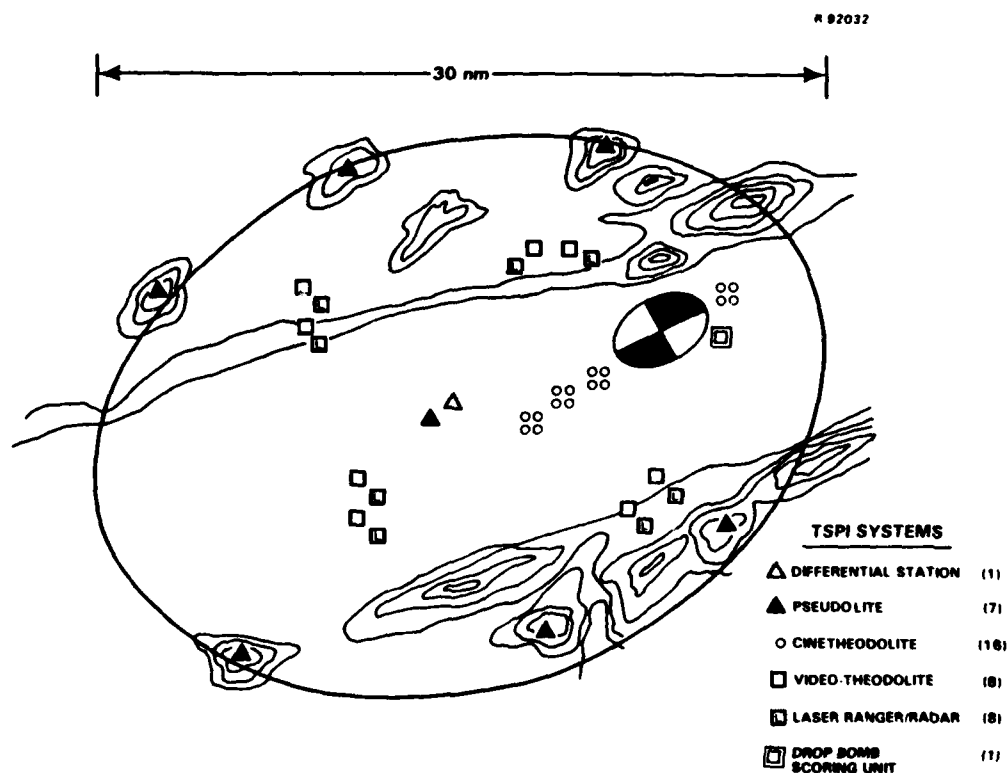 R 92032
30 nm
TSPI SYSTEMS
DIFFERENTIAL STATION (1)
PSEUDOLITE (7)
CINETHEODOLITE (16)
VIDEO-THEODOLITE (8)
L LASER RANGER/RADAR (8)
DROP BOMB
SCORING UNIT (1)